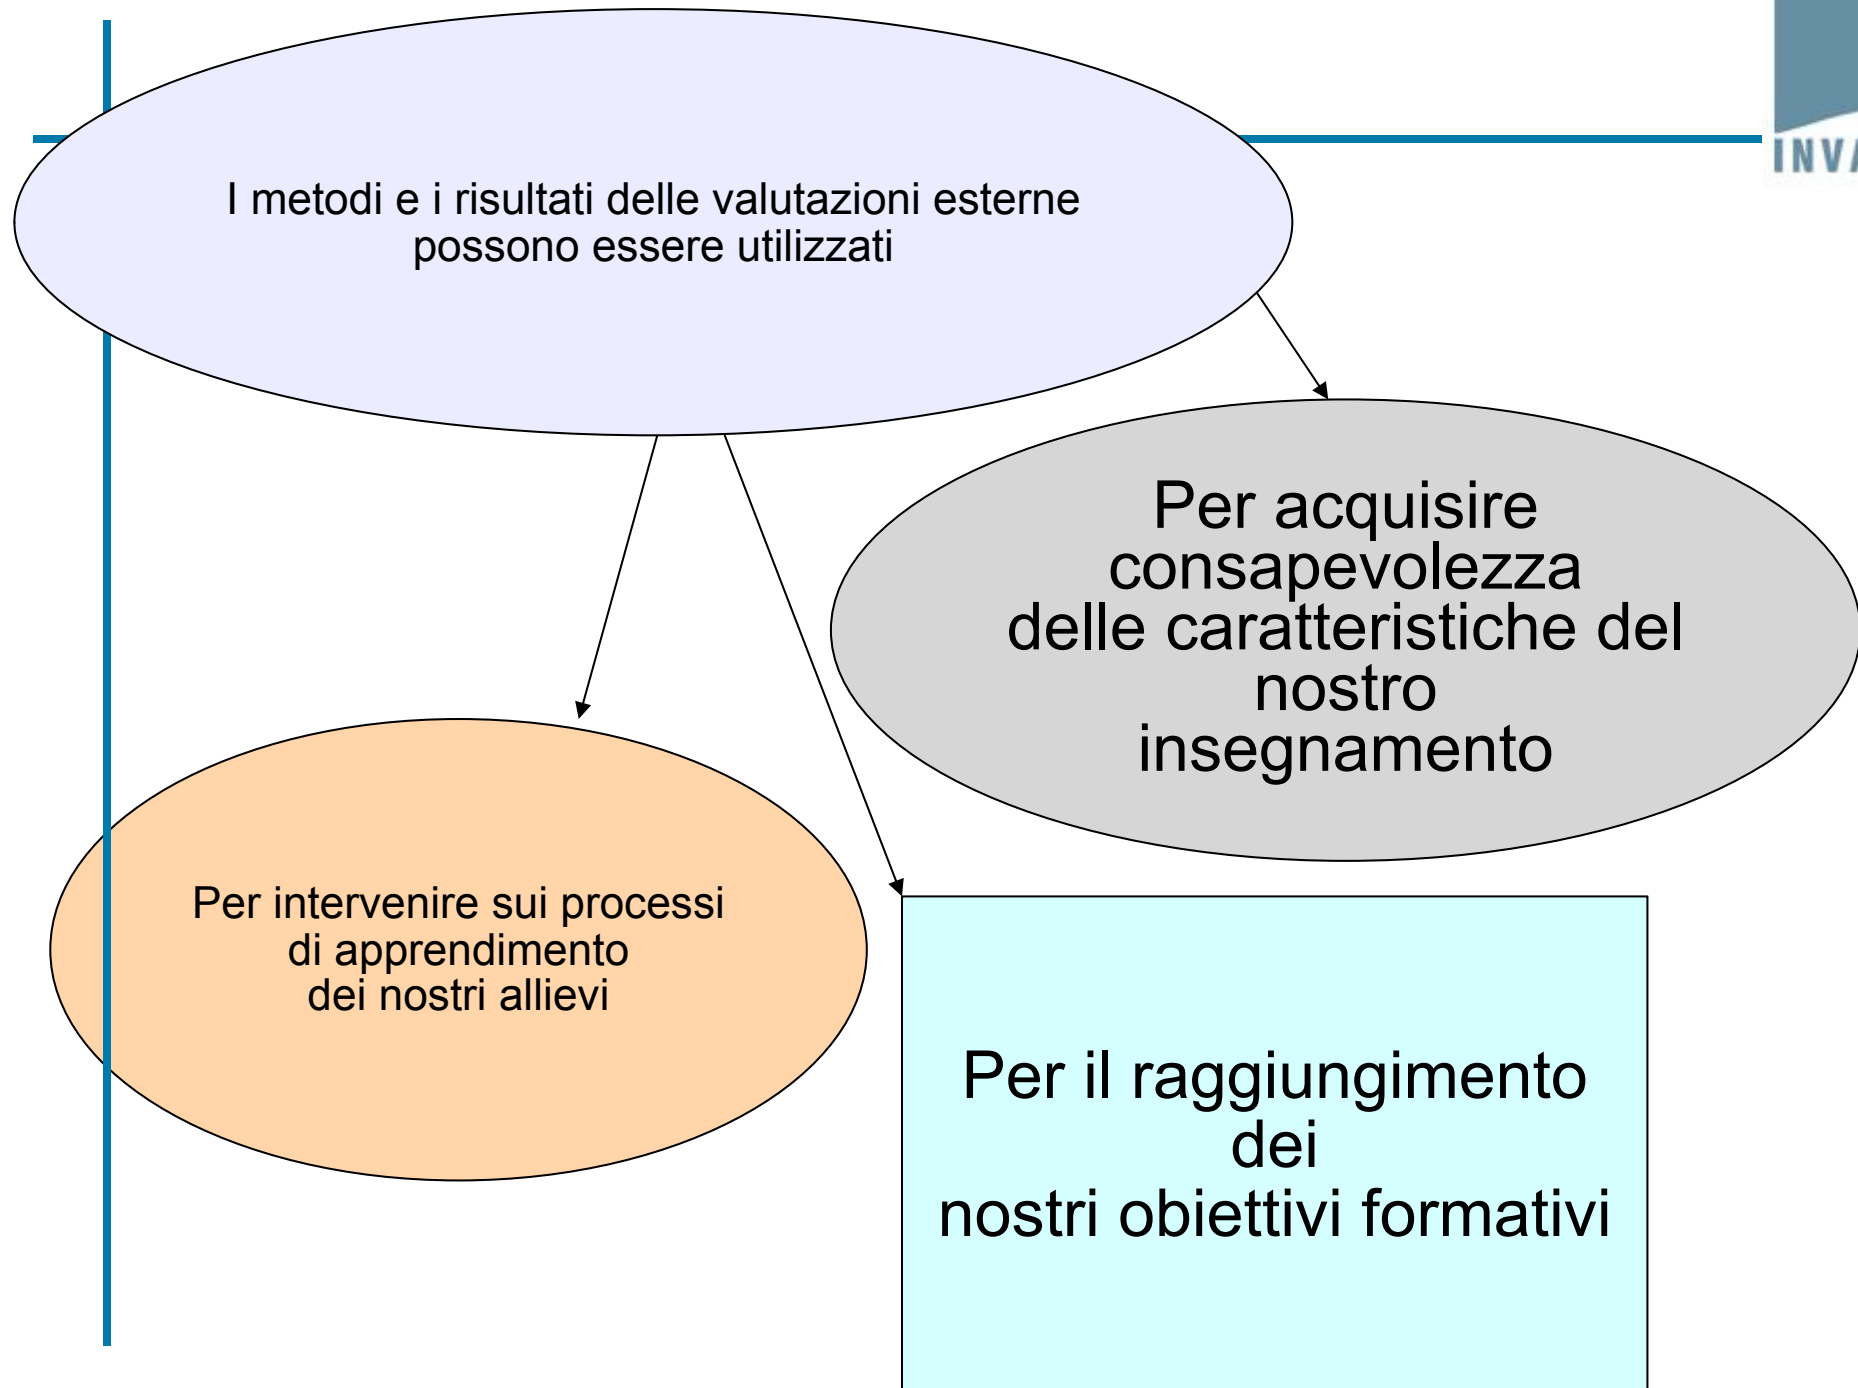 I metodi e i risultati delle valutazioni esterne
possono essere utilizzati
INVA
Per acquisire
consapevolezza
delle caratteristiche del
nostro
insegnamento
Per intervenire sui processi
di apprendimento
dei nostri allievi
Per il raggiungimento
dei
nostri obiettivi formativi